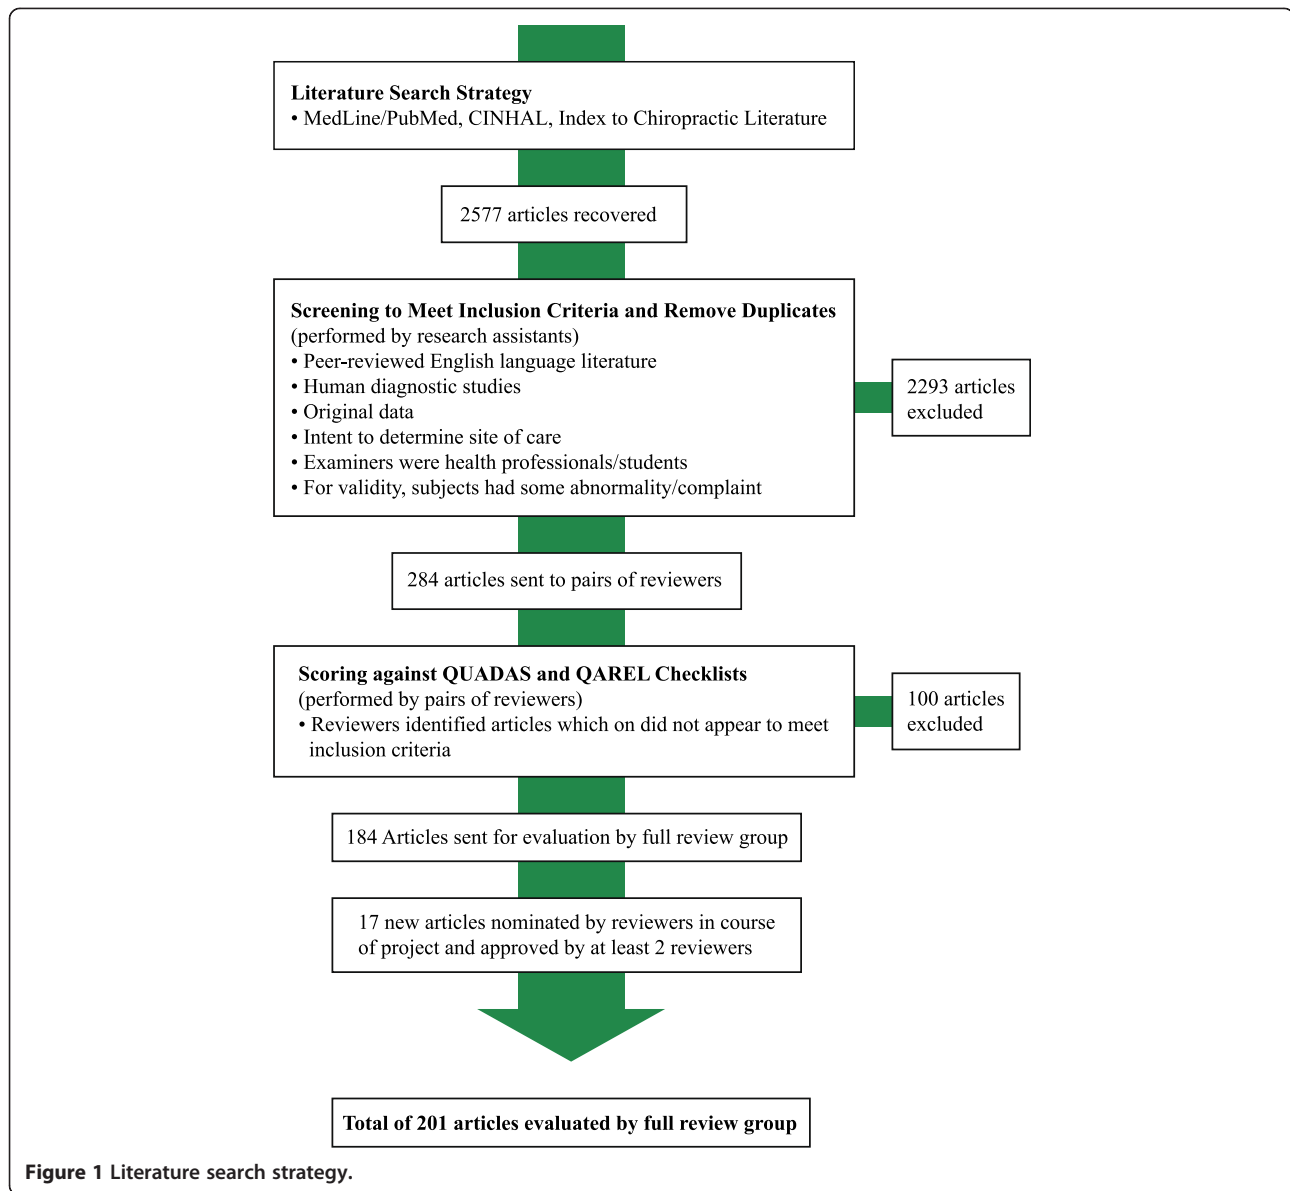 Literature Search Strategy
• MedLine/PubMed, CINHAL, Index to Chiropractic Literature
2577 articles recovered
Screening to Meet Inclusion Criteria and Remove Duplicates
(performed by research assistants)
• Peer-reviewed English language literature
• Human diagnostic studies
• Original data
• Intent to determine site of care
• Examiners were health professionals/students
• For validity, subjects had some abnormality/complaint
2293 articles
excluded
284 articles sent to pairs of reviewers
Scoring against QUADAS and QAREL Checklists
(performed by pairs of reviewers)
• Reviewers identified articles which on did not appear to meet
inclusion criteria
100 articles
excluded
184 Articles sent for evaluation by full review group
17 new articles nominated by reviewers in course
of project and approved by at least 2 reviewers
Total of 201 articles evaluated by full review group
Figure 1 Literature search strategy.